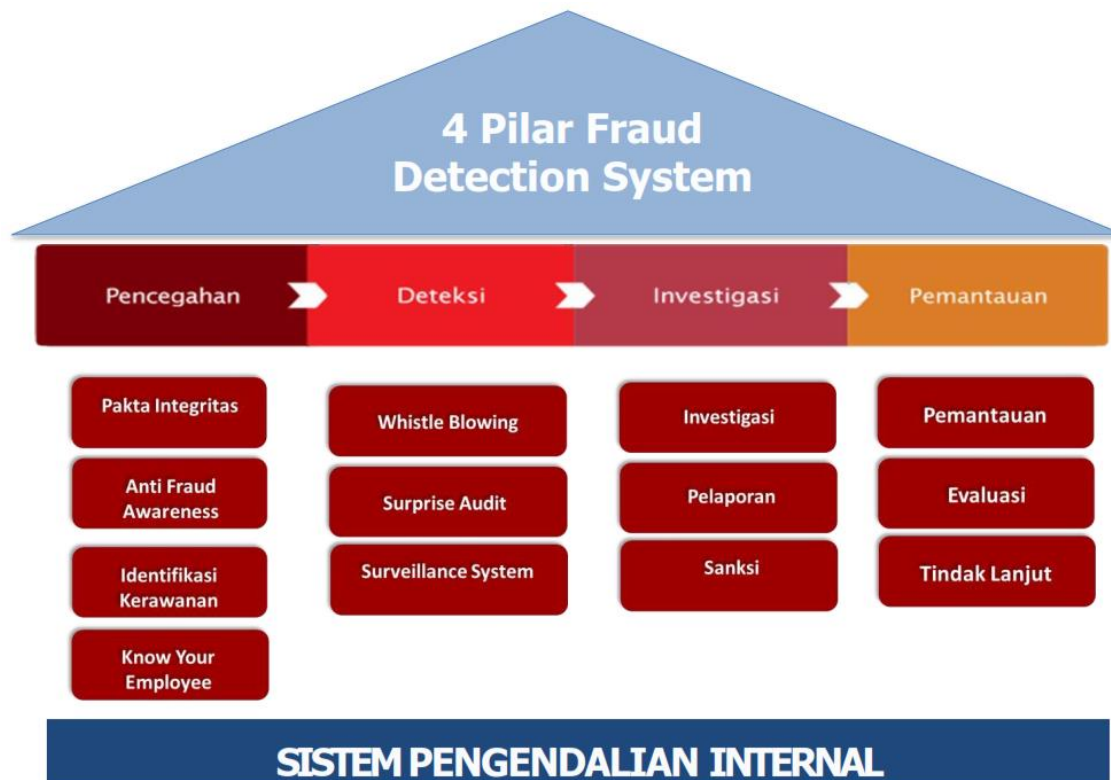 4 Pilar Fraud
Detection System
Pencegahan
Deteksi
Investigasi
Pemantauan
Pakta Integritas
Anti Fraud
Awareness
Identifikasi
Kerawanan
Know Your
Employee
Whistle Blowing
Surprise Audit
Surveillance System
Investigasi
Pelaporan
Sanksi
Pemantauan
Evaluasi
Tindak Lanjut
SISTEM PENGENDALIAN INTERNAL